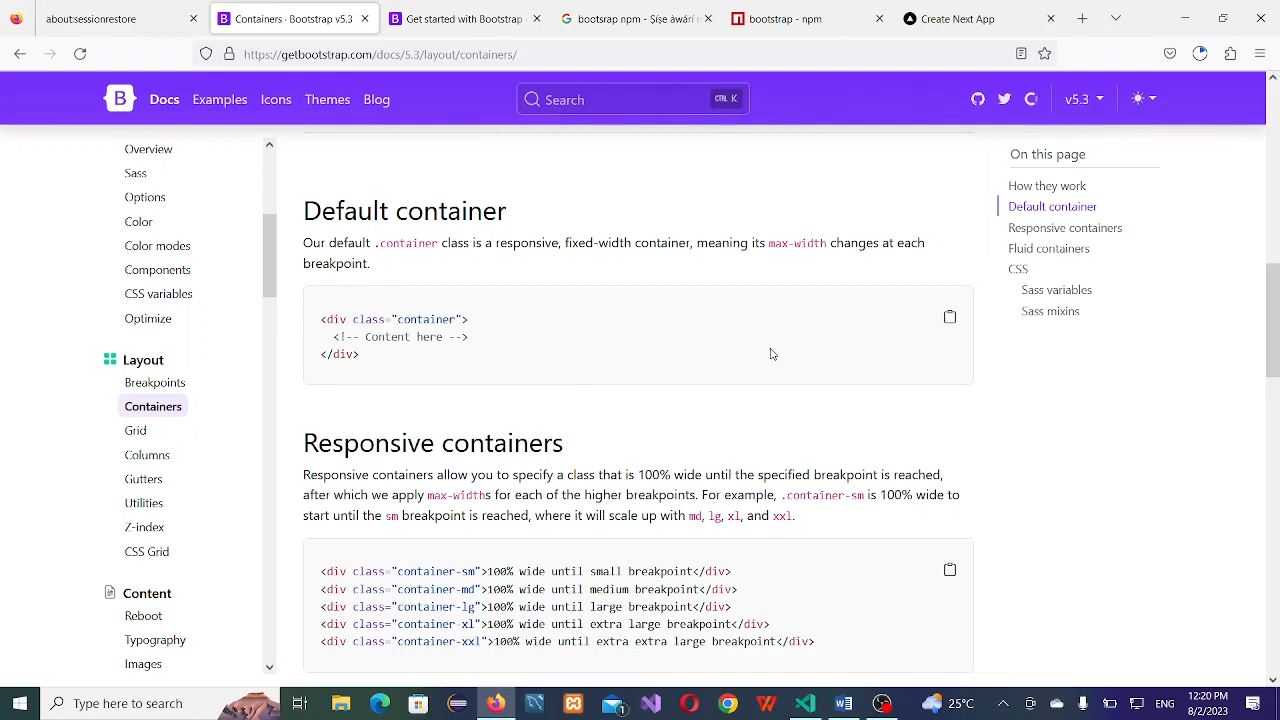 about:sessionrestore
Containers · Bootstrap v5.3
Get started with Bootstrap
bootsrap npm - Ṣiṣe àwárí n
bootstrap - npm
Create Next App
https://getbootstrap.com/docs/5.3/layout/containers/
Docs
Examples
Icons
Themes
Blog
Search
CTRL K
v5.3
Overview
Sass
Options
Color
Color modes
Components
CSS variables
Optimize
Layout
Breakpoints
Containers
Grid
Columns
Gutters
Utilities
Z-index
CSS Grid
Content
Reboot
Typography
Images
Default container
Our default .container class is a responsive, fixed-width container, meaning its max-width changes at each
breakpoint.
<div class="container">
<!-- Content here -->
</div>
Responsive containers
Responsive containers allow you to specify a class that is 100% wide until the specified breakpoint is reached,
after which we apply max-widths for each of the higher breakpoints. For example, .container-sm is 100% wide to
start until the sm breakpoint is reached, where it will scale up with md, lg, xl, and xxl.
<div class="container-sm">100% wide until small breakpoint</div>
<div class="container-md">100% wide until medium breakpoint</div>
<div class="container-lg">100% wide until large breakpoint</div>
<div class="container-xl">100% wide until extra large breakpoint</div>
<div class="container-xxl">100% wide until extra extra large breakpoint</div>
On this page
How they work
Default container
Responsive containers
Fluid containers
CSS
Sass variables
Sass mixins
Type here to search
25°C
ENG
12:20 PM
8/2/2023